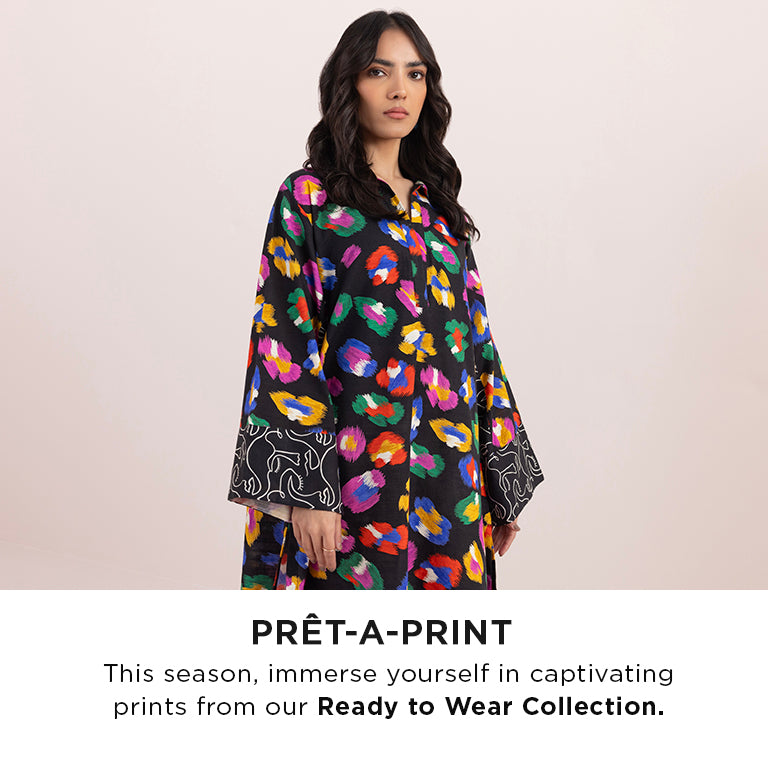 PRÊT-A-PRINT
This season, immerse yourself in captivating
prints from our Ready to Wear Collection.